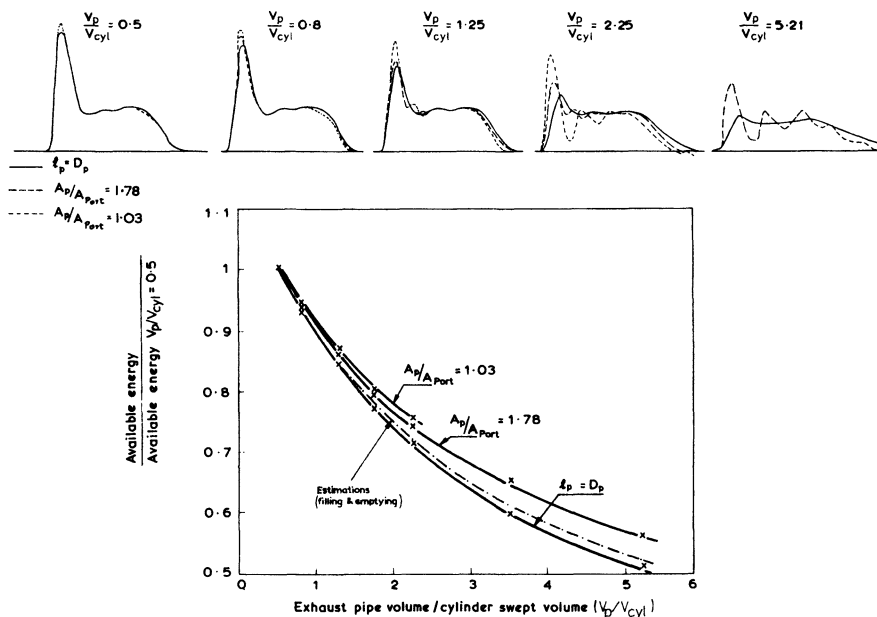 Vp/Vcyl = 0·5
Vp/Vcyl = 0·8
Vp/Vcyl = 1·25
Vp/Vcyl = 2·25
Vp/Vcyl = 5·21
ℓp = Dp
Ap/APort = 1·78
Ap/APort = 1·03
1·1
1
0·9
0·8
0·7
0·6
0·5
Available energy
Available energy Vp/Vcyl = 0·5
Ap/APort = 1·03
Ap/APort = 1·78
ℓp = Dp
Estimations
(filling & emptying)
0 1 2 3 4 5 6
Exhaust pipe volume/cylinder swept volume (Vp/Vcyl)